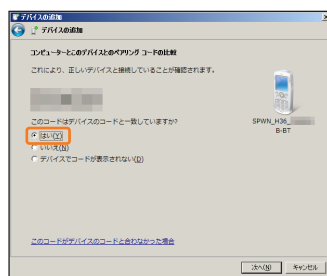 デバイスの追加
デバイスの追加
コンピューターとこのデバイスとのペアリング コードの比較
これにより、正しいデバイスと接続していることが確認されます。
このコードはデバイスのコードと一致していますか?
はい(Y)
いいえ(N)
デバイスでコードが表示されない(D)
SPWN_H36_
B-BT
このコードがデバイスのコードと合わなかった場合
次へ(N)
キャンセル